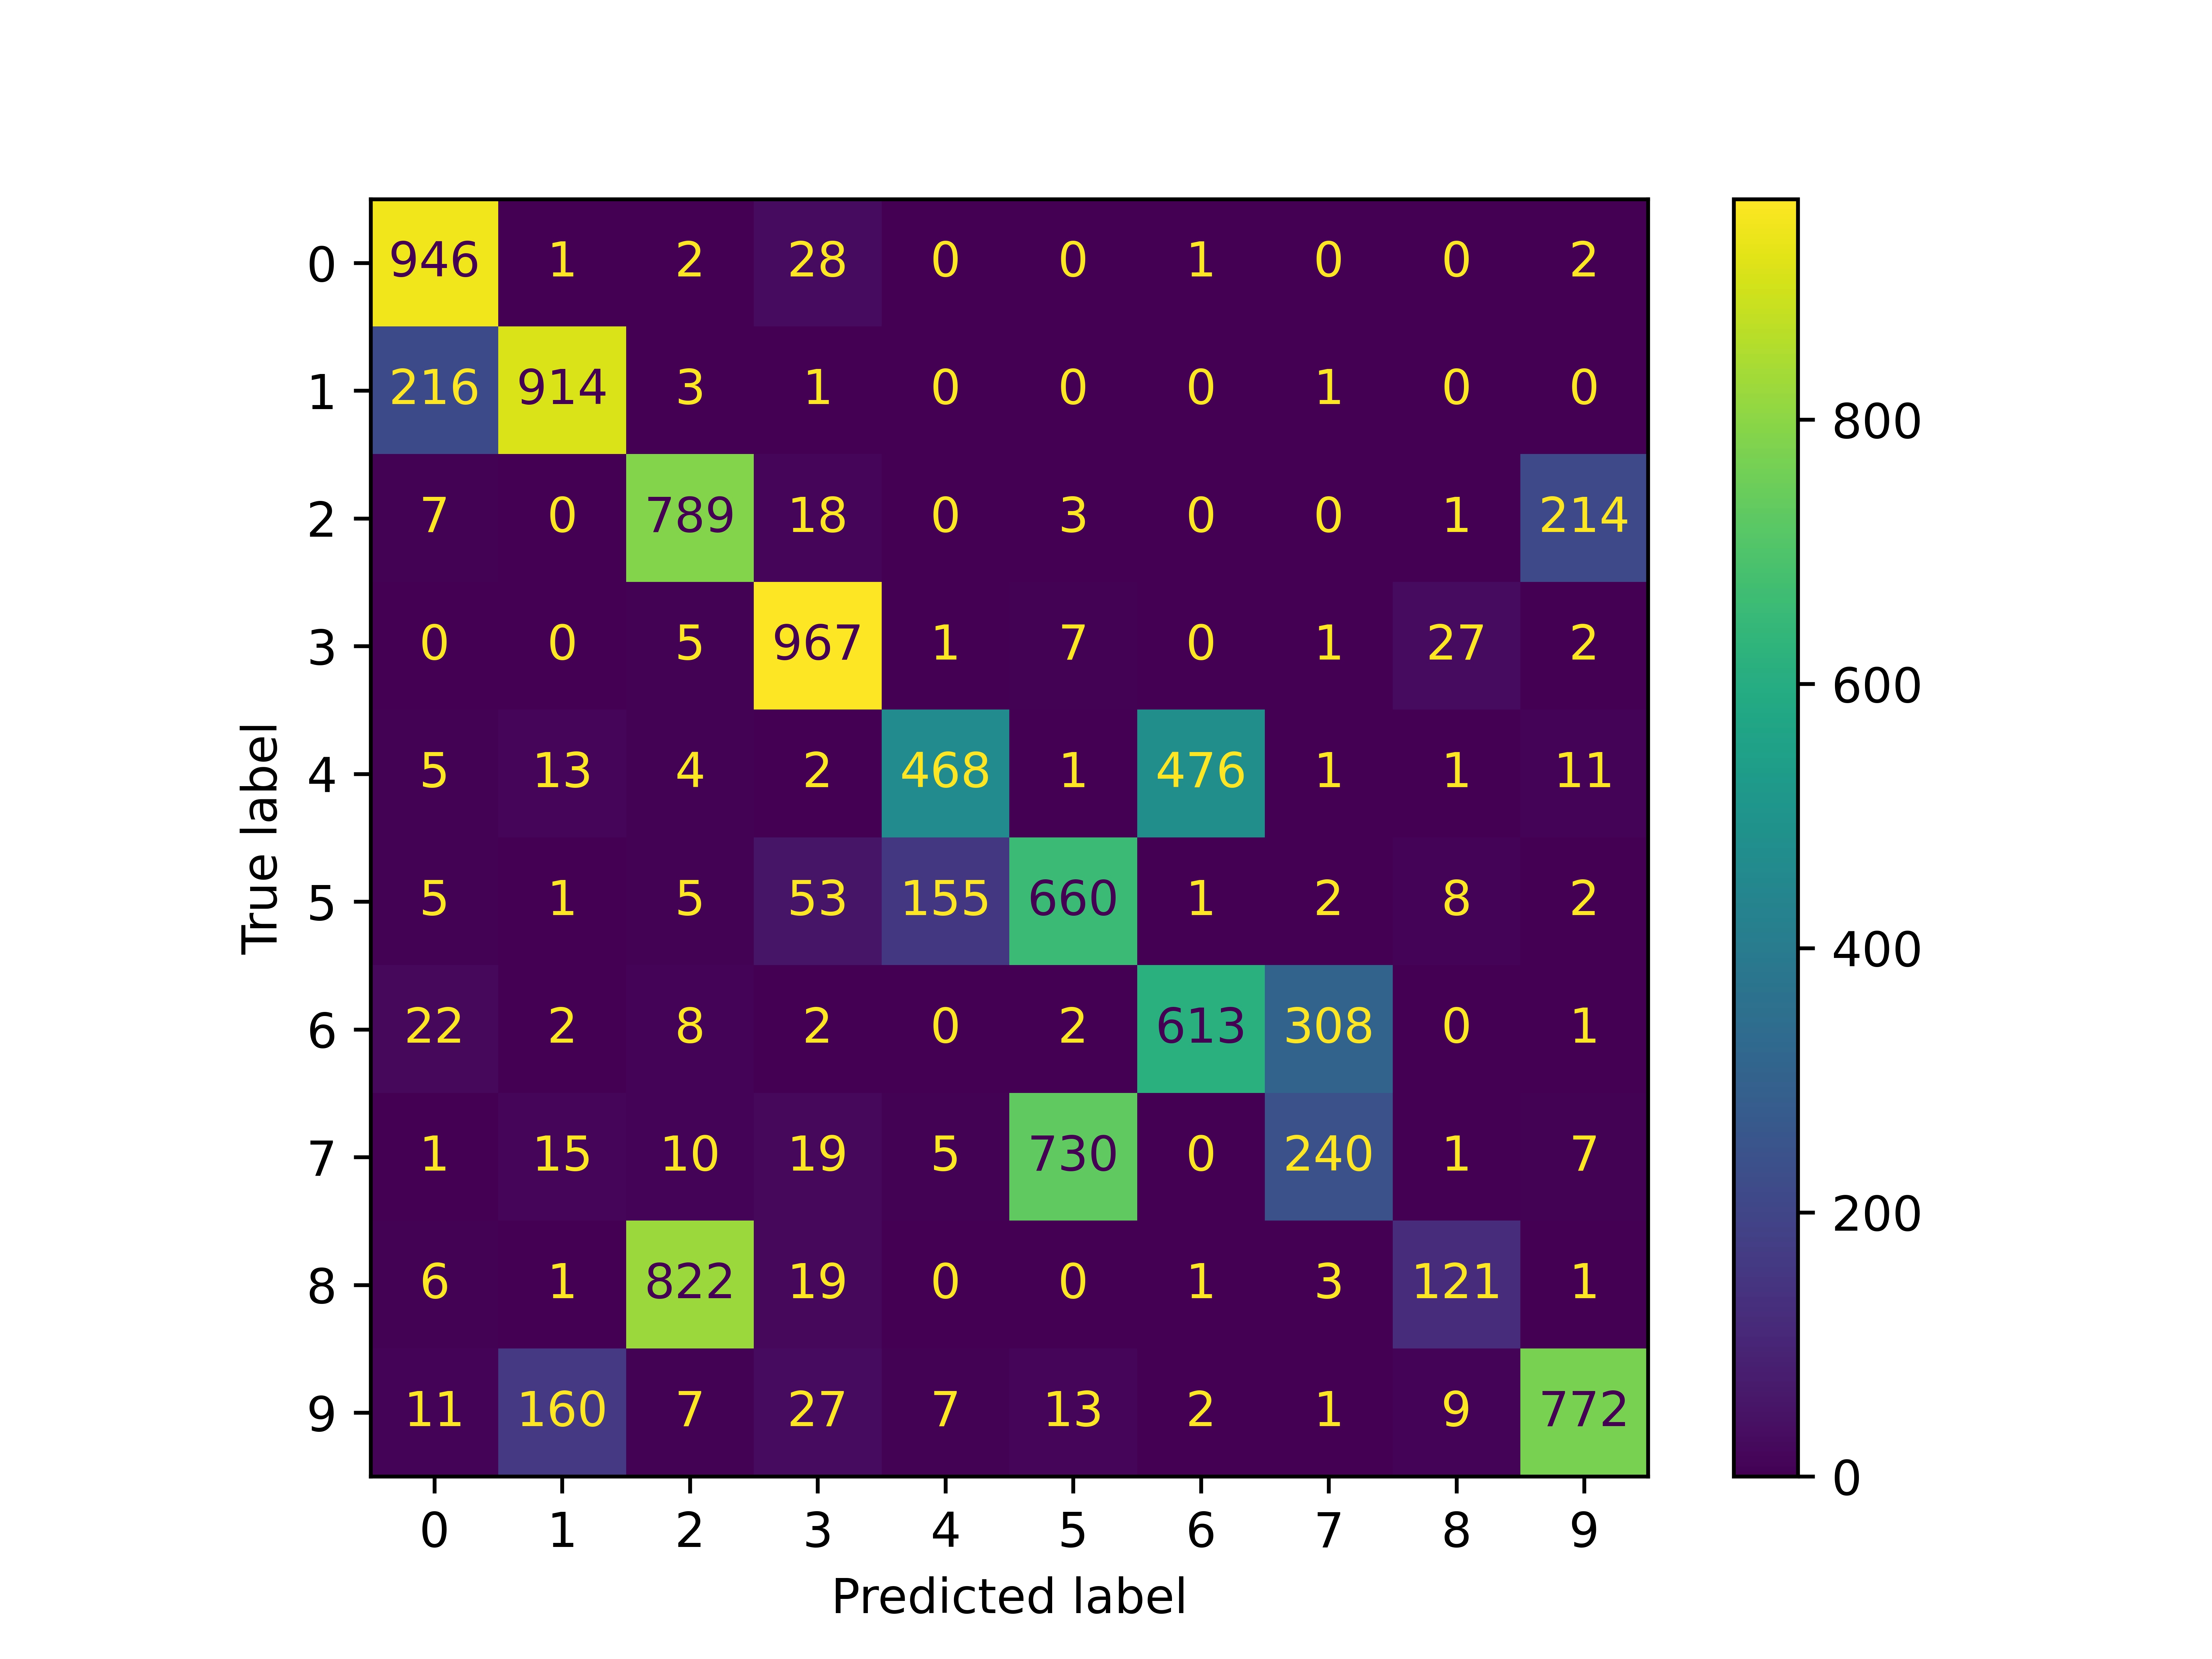 0 946 1 2 28 0 0 1 0 0 2
1 216 914 3 1 0 0 0 1 0 0
2 7 0 789 18 0 3 0 0 1 214
3 0 0 5 967 1 7 0 1 27 2
4 5 13 4 2 468 1 476 1 1 11
5 5 1 5 53 155 660 1 2 8 2
6 22 2 8 2 0 2 613 308 0 1
7 1 15 10 19 5 730 0 240 1 7
8 6 1 822 19 0 0 1 3 121 1
9 11 160 7 27 7 13 2 1 9 772
0 1 2 3 4 5 6 7 8 9
Predicted label
True label
800
600
400
200
0